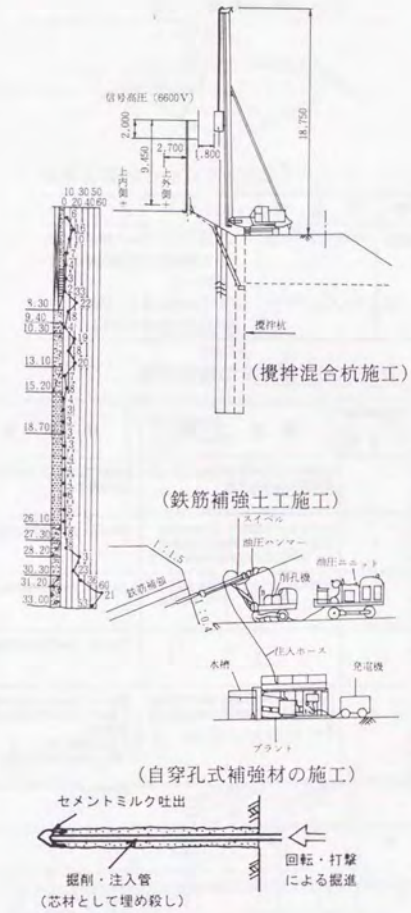 信号高圧 (6600V)
2.000
9.450
2.700
1.800
18.750
上内側
上外側
10 30 50
0 20 40 60
8.30
9.40
10.30
13.10
15.20
18.70
26.10
27.30
28.20
30.30
31.20
33.00
(攪拌混合杭施工)
攪拌杭
(鉄筋補強土工施工)
スイベル
油圧ハンマー
削孔機
油圧ユニット
1:1.5
1:0.4
鉄筋補強
注入ホース
水槽
発電機
プラント
(自穿孔式補強材の施工)
セメントミルク吐出
掘削・注入管
(芯材として埋め殺し)
回転・打撃
による掘進